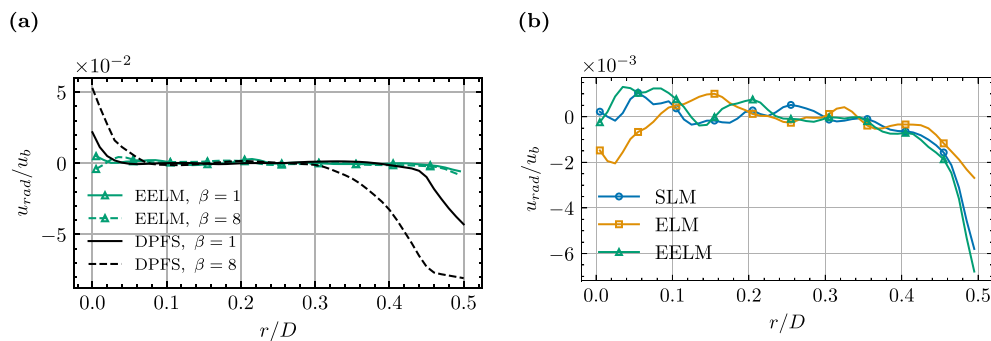 (a)
×10⁻²
5
0
−5
u_rad/u_b
EELM, β = 1
EELM, β = 8
DPFS, β = 1
DPFS, β = 8
0.0 0.1 0.2 0.3 0.4 0.5
r/D
(b)
×10⁻³
0
−2
−4
−6
u_rad/u_b
SLM
ELM
EELM
0.0 0.1 0.2 0.3 0.4 0.5
r/D